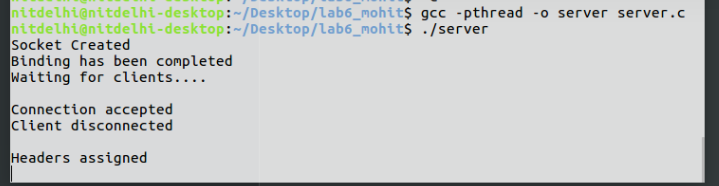 nitdelhi@nitdelhi-desktop:~/Desktop/lab6_mohit$ gcc -pthread -o server server.c
nitdelhi@nitdelhi-desktop:~/Desktop/lab6_mohit$ ./server
Socket Created
Binding has been completed
Waiting for clients....
Connection accepted
Client disconnected
Headers assigned